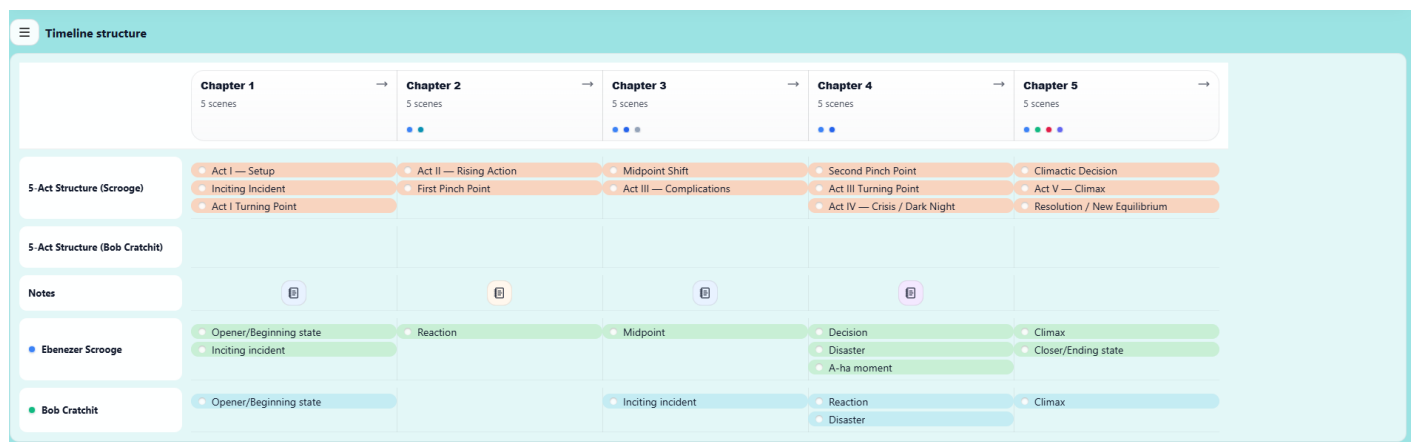 Timeline structure
Chapter 1
5 scenes
Chapter 2
5 scenes
Chapter 3
5 scenes
Chapter 4
5 scenes
Chapter 5
5 scenes
5-Act Structure (Scrooge)
Act I — Setup
Inciting Incident
Act I Turning Point
Act II — Rising Action
First Pinch Point
Midpoint Shift
Act III — Complications
Second Pinch Point
Act III Turning Point
Act IV — Crisis / Dark Night
Climactic Decision
Act V — Climax
Resolution / New Equilibrium
5-Act Structure (Bob Cratchit)
Notes
Ebenezer Scrooge
Opener/Beginning state
Inciting incident
Reaction
Midpoint
Decision
Disaster
A-ha moment
Climax
Closer/Ending state
Bob Cratchit
Opener/Beginning state
Inciting incident
Reaction
Disaster
Climax